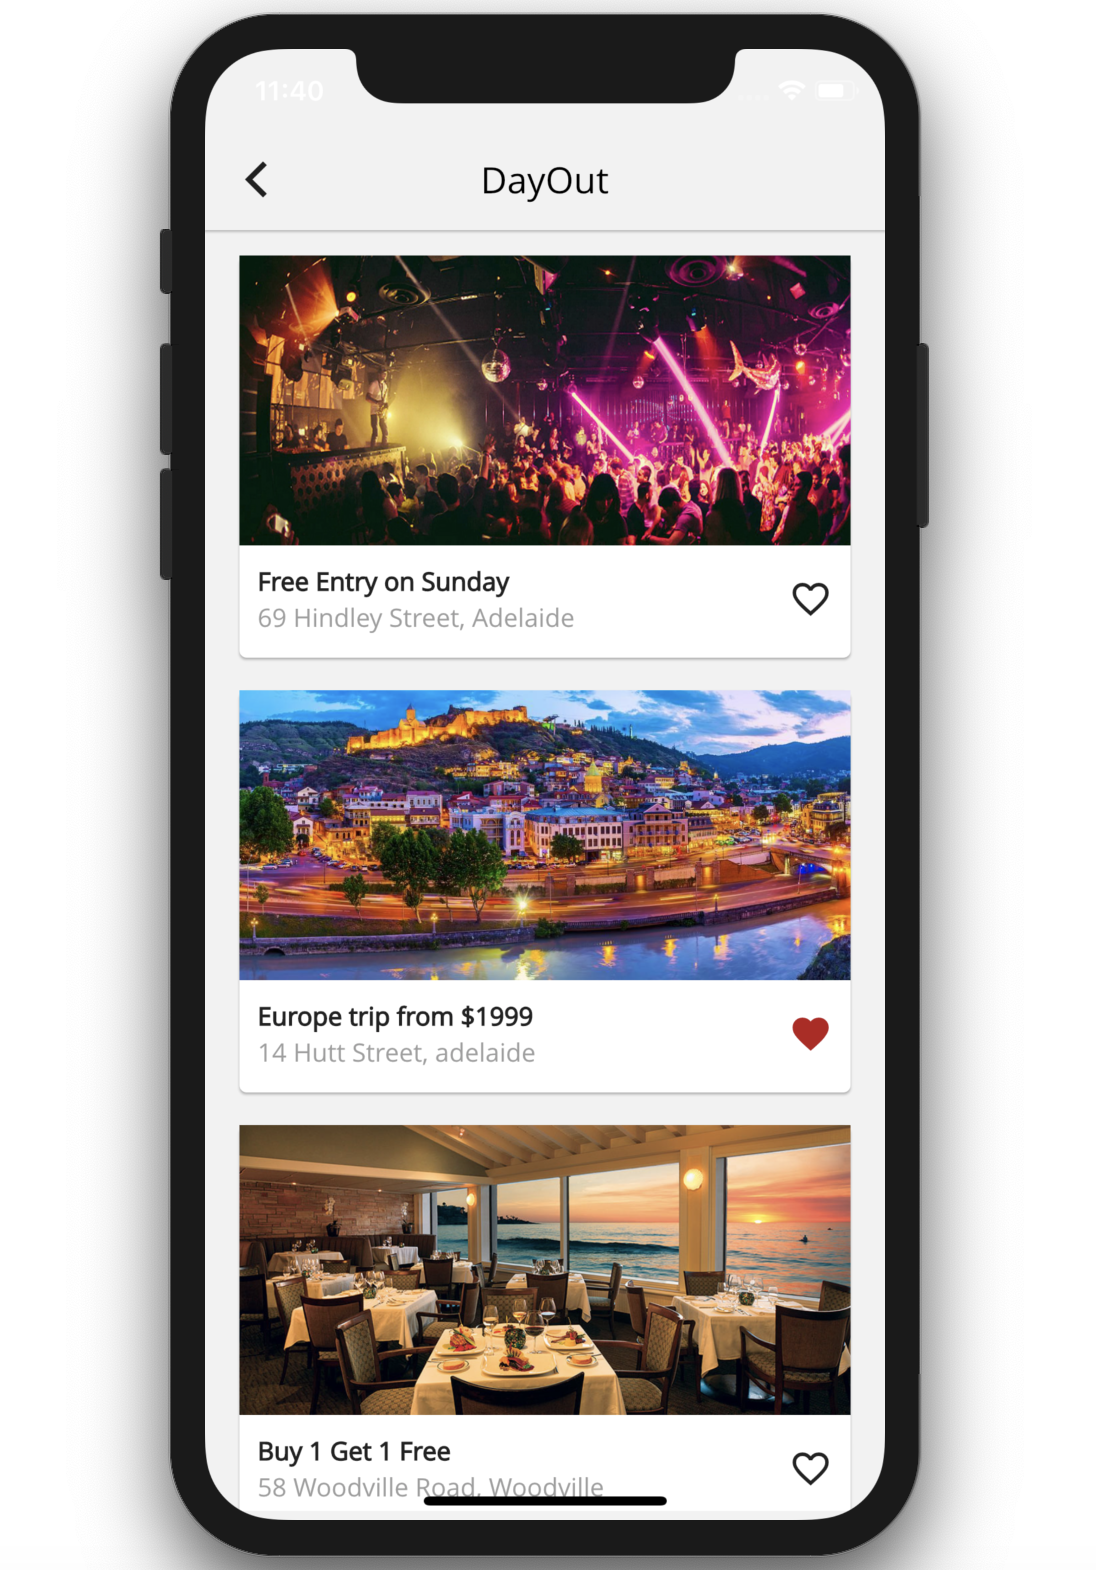 11:40
DayOut
Free Entry on Sunday
69 Hindley Street, Adelaide
Europe trip from $1999
14 Hutt Street, adelaide
Buy 1 Get 1 Free
58 Woodville Road, Woodville